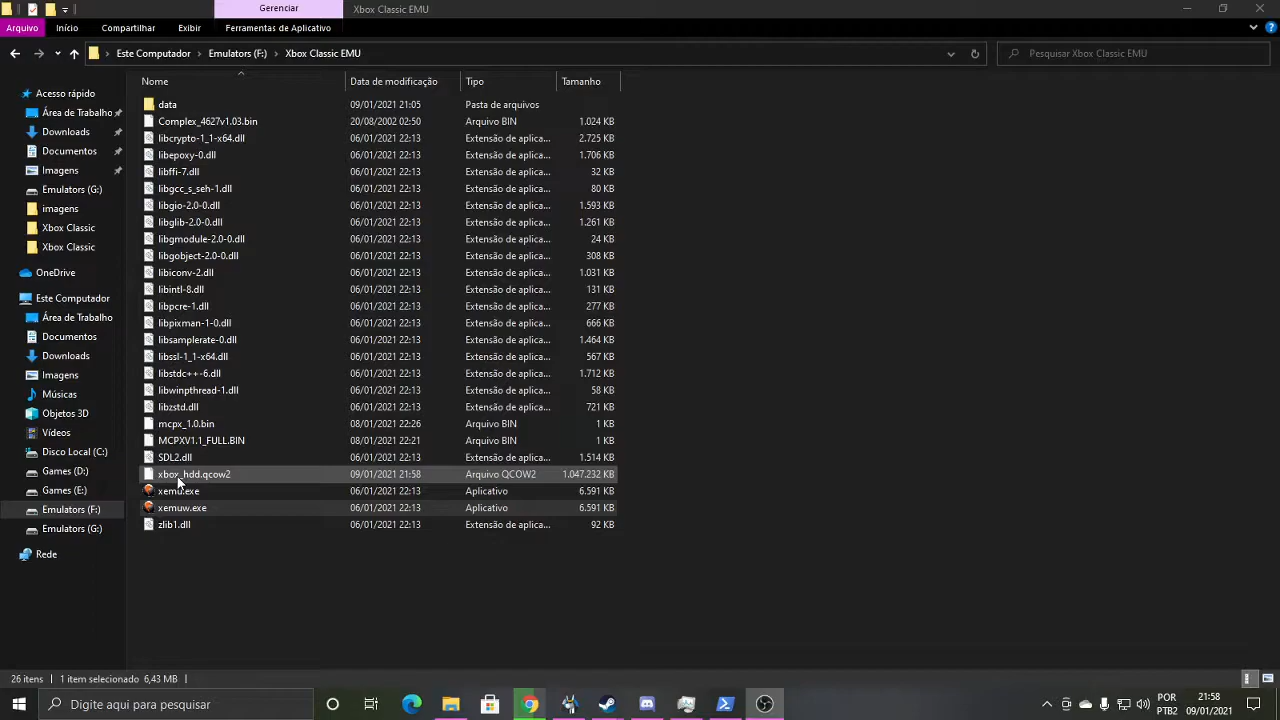 Gerenciar Xbox Classic EMU
Arquivo Início Compartilhar Exibir Ferramentas de Aplicativo
Este Computador Emulators (F:) Xbox Classic EMU Pesquisar Xbox Classic EMU
Nome Data de modificação Tipo Tamanho
Acesso rápido
Área de Trabalho
Downloads
Documentos
Imagens
Emulators (G:)
imagens
Xbox Classic
Xbox Classic
OneDrive
Este Computador
Área de Trabalho
Documentos
Downloads
Imagens
Músicas
Objetos 3D
Vídeos
Disco Local (C:)
Games (D:)
Games (E:)
Emulators (F:)
Emulators (G:)
Rede
data 09/01/2021 21:05 Pasta de arquivos
Complex_4627v1.03.bin 20/08/2002 02:50 Arquivo BIN 1.024 KB
libcrypto-1_1-x64.dll 06/01/2021 22:13 Extensão de aplica... 2.725 KB
libepoxy-0.dll 06/01/2021 22:13 Extensão de aplica... 1.706 KB
libffi-7.dll 06/01/2021 22:13 Extensão de aplica... 32 KB
libgcc_s_seh-1.dll 06/01/2021 22:13 Extensão de aplica... 80 KB
libgio-2.0-0.dll 06/01/2021 22:13 Extensão de aplica... 1.593 KB
libglib-2.0-0.dll 06/01/2021 22:13 Extensão de aplica... 1.261 KB
libgmodule-2.0-0.dll 06/01/2021 22:13 Extensão de aplica... 24 KB
libgobject-2.0-0.dll 06/01/2021 22:13 Extensão de aplica... 308 KB
libiconv-2.dll 06/01/2021 22:13 Extensão de aplica... 1.031 KB
libintl-8.dll 06/01/2021 22:13 Extensão de aplica... 131 KB
libpcre-1.dll 06/01/2021 22:13 Extensão de aplica... 277 KB
libpixman-1-0.dll 06/01/2021 22:13 Extensão de aplica... 666 KB
libsamplerate-0.dll 06/01/2021 22:13 Extensão de aplica... 1.464 KB
libssl-1_1-x64.dll 06/01/2021 22:13 Extensão de aplica... 567 KB
libstdc++-6.dll 06/01/2021 22:13 Extensão de aplica... 1.712 KB
libwinpthread-1.dll 06/01/2021 22:13 Extensão de aplica... 58 KB
libzstd.dll 06/01/2021 22:13 Extensão de aplica... 721 KB
mcpx_1.0.bin 08/01/2021 22:26 Arquivo BIN 1 KB
MCPXV1.1_FULL.BIN 08/01/2021 22:21 Arquivo BIN 1 KB
SDL2.dll 06/01/2021 22:13 Extensão de aplica... 1.514 KB
xbox_hdd.qcow2 09/01/2021 21:58 Arquivo QCOW2 1.047.232 KB
xemu.exe 06/01/2021 22:13 Aplicativo 6.591 KB
xemuw.exe 06/01/2021 22:13 Aplicativo 6.591 KB
zlib1.dll 06/01/2021 22:13 Extensão de aplica... 92 KB
26 itens 1 item selecionado 6,43 MB
Digite aqui para pesquisar
POR 21:58
PTB2 09/01/2021